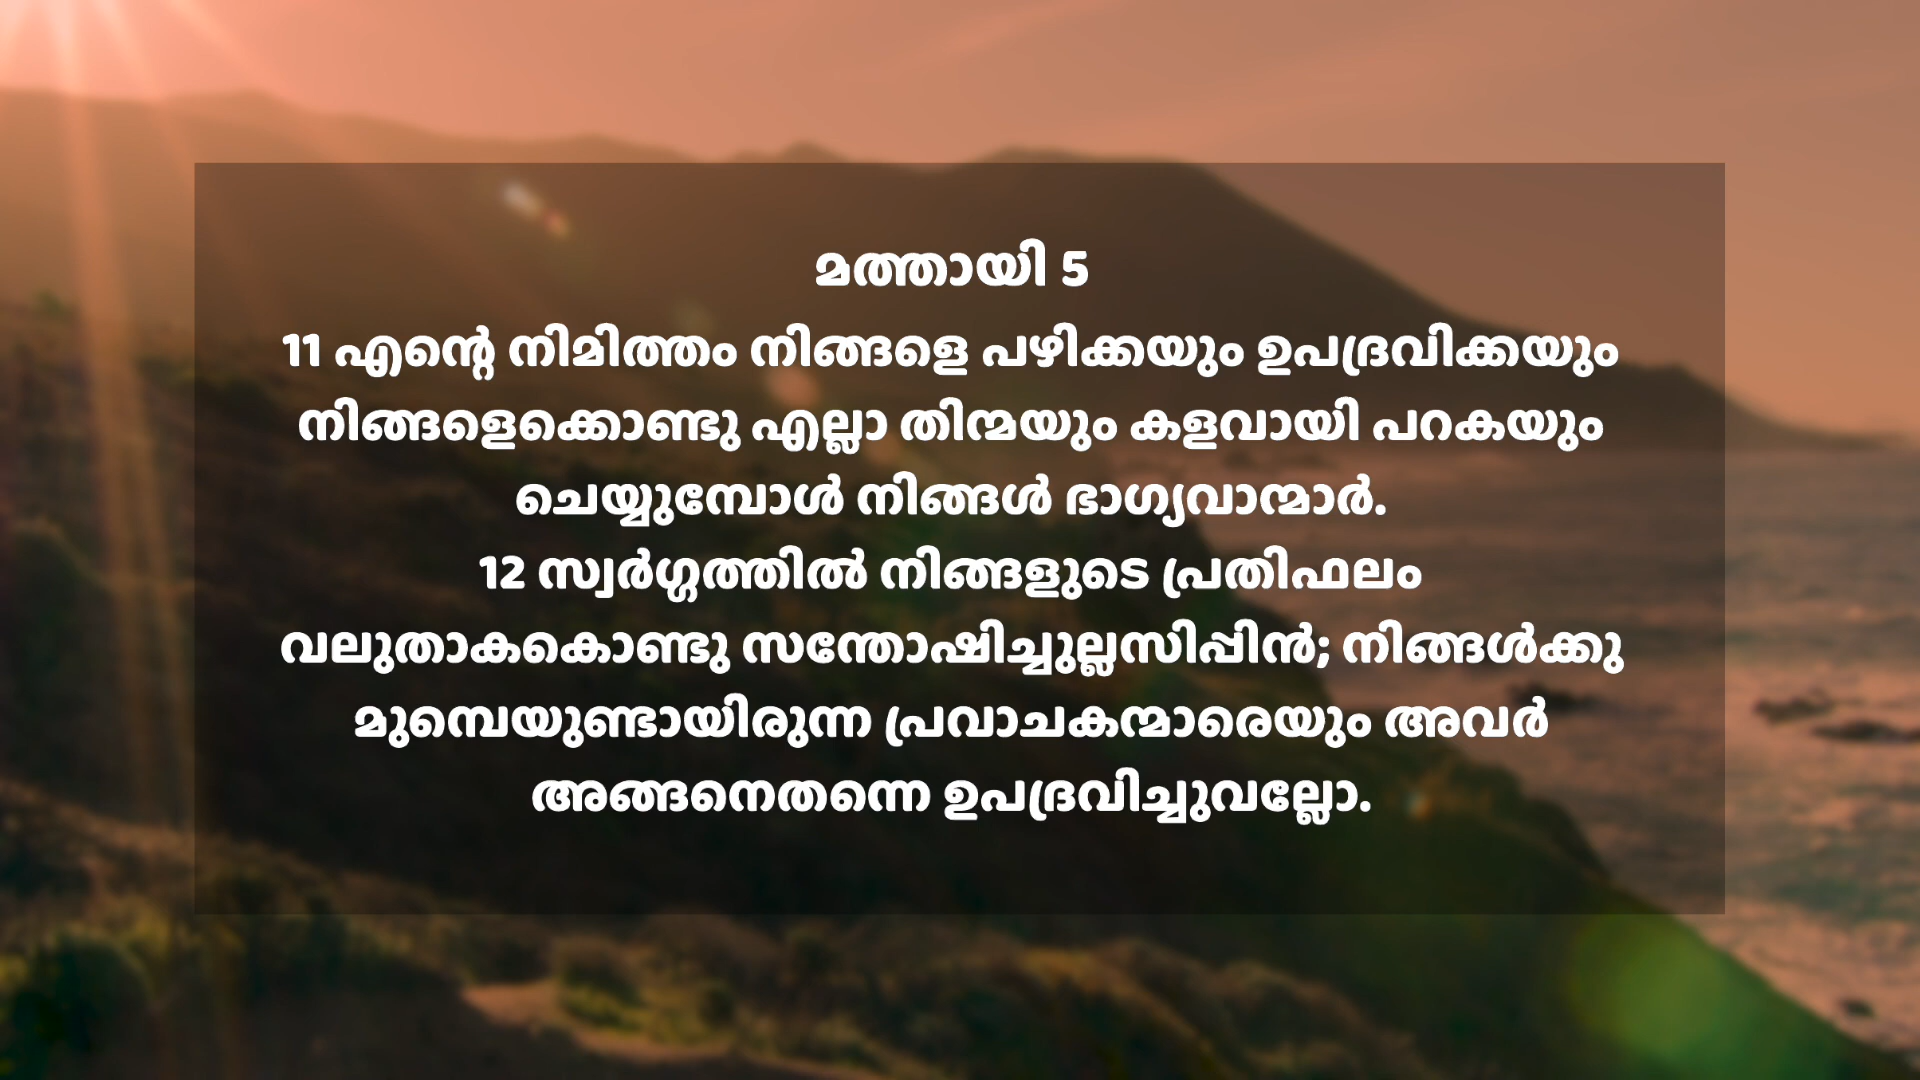 മത്തായി 5
11 എന്റെ നിമിത്തം നിങ്ങളെ പഴിക്കയും ഉപദ്രവിക്കയും
നിങ്ങളെക്കൊണ്ടു എല്ലാ തിന്മയും കളവായി പറകയും
ചെയ്യുമ്പോൾ നിങ്ങൾ ഭാഗ്യവാന്മാർ.
12 സ്വർഗ്ഗത്തിൽ നിങ്ങളുടെ പ്രതിഫലം
വലുതാകകൊണ്ടു സന്തോഷിച്ചുല്ലസിപ്പിൻ; നിങ്ങൾക്കു
മുമ്പെയുണ്ടായിരുന്ന പ്രവാചകന്മാരെയും അവർ
അങ്ങനെതന്നെ ഉപദ്രവിച്ചുവല്ലോ.